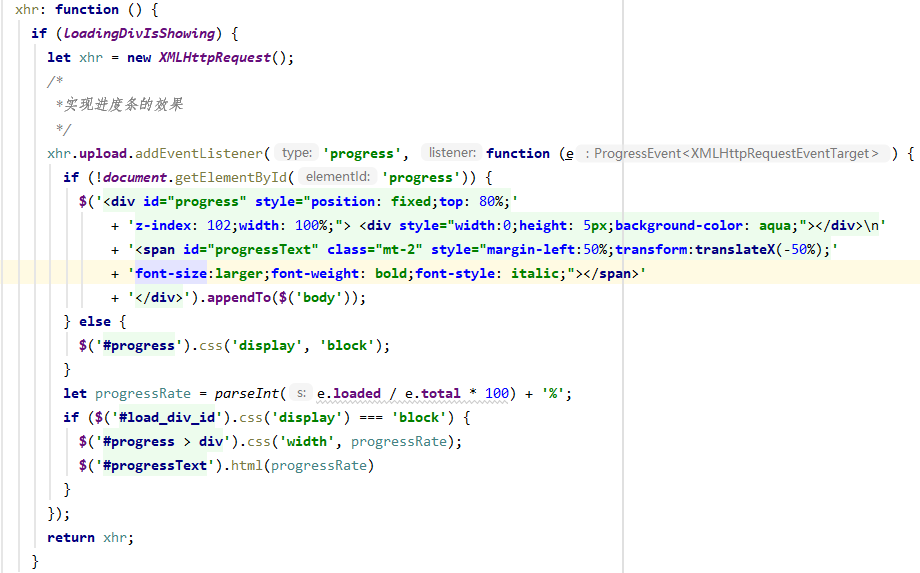 xhr: function () {
if (loadingDivIsShowing) {
let xhr = new XMLHttpRequest();
/*
*实现进度条的效果
*/
xhr.upload.addEventListener( type: 'progress', listener: function (e : ProgressEvent<XMLHttpRequestEventTarget> ) {
if (!document.getElementById( elementId: 'progress')) {
$('<div id="progress" style="position: fixed;top: 80%;'
+ 'z-index: 102;width: 100%;"> <div style="width:0;height: 5px;background-color: aqua;"></div>\n'
+ '<span id="progressText" class="mt-2" style="margin-left:50%;transform:translateX(-50%);'
+ 'font-size:larger;font-weight: bold;font-style: italic;"></span>'
+ '</div>').appendTo($('body'));
} else {
$('#progress').css('display', 'block');
}
let progressRate = parseInt( s: e.loaded / e.total * 100) + '%';
if ($('#load_div_id').css('display') === 'block') {
$('#progress > div').css('width', progressRate);
$('#progressText').html(progressRate)
}
});
return xhr;
}